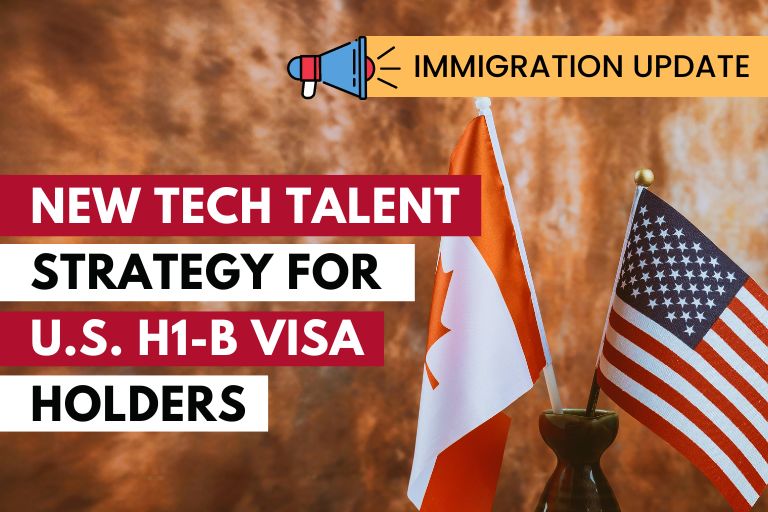 IMMIGRATION UPDATE
NEW TECH TALENT
STRATEGY FOR
U.S. H1-B VISA
HOLDERS